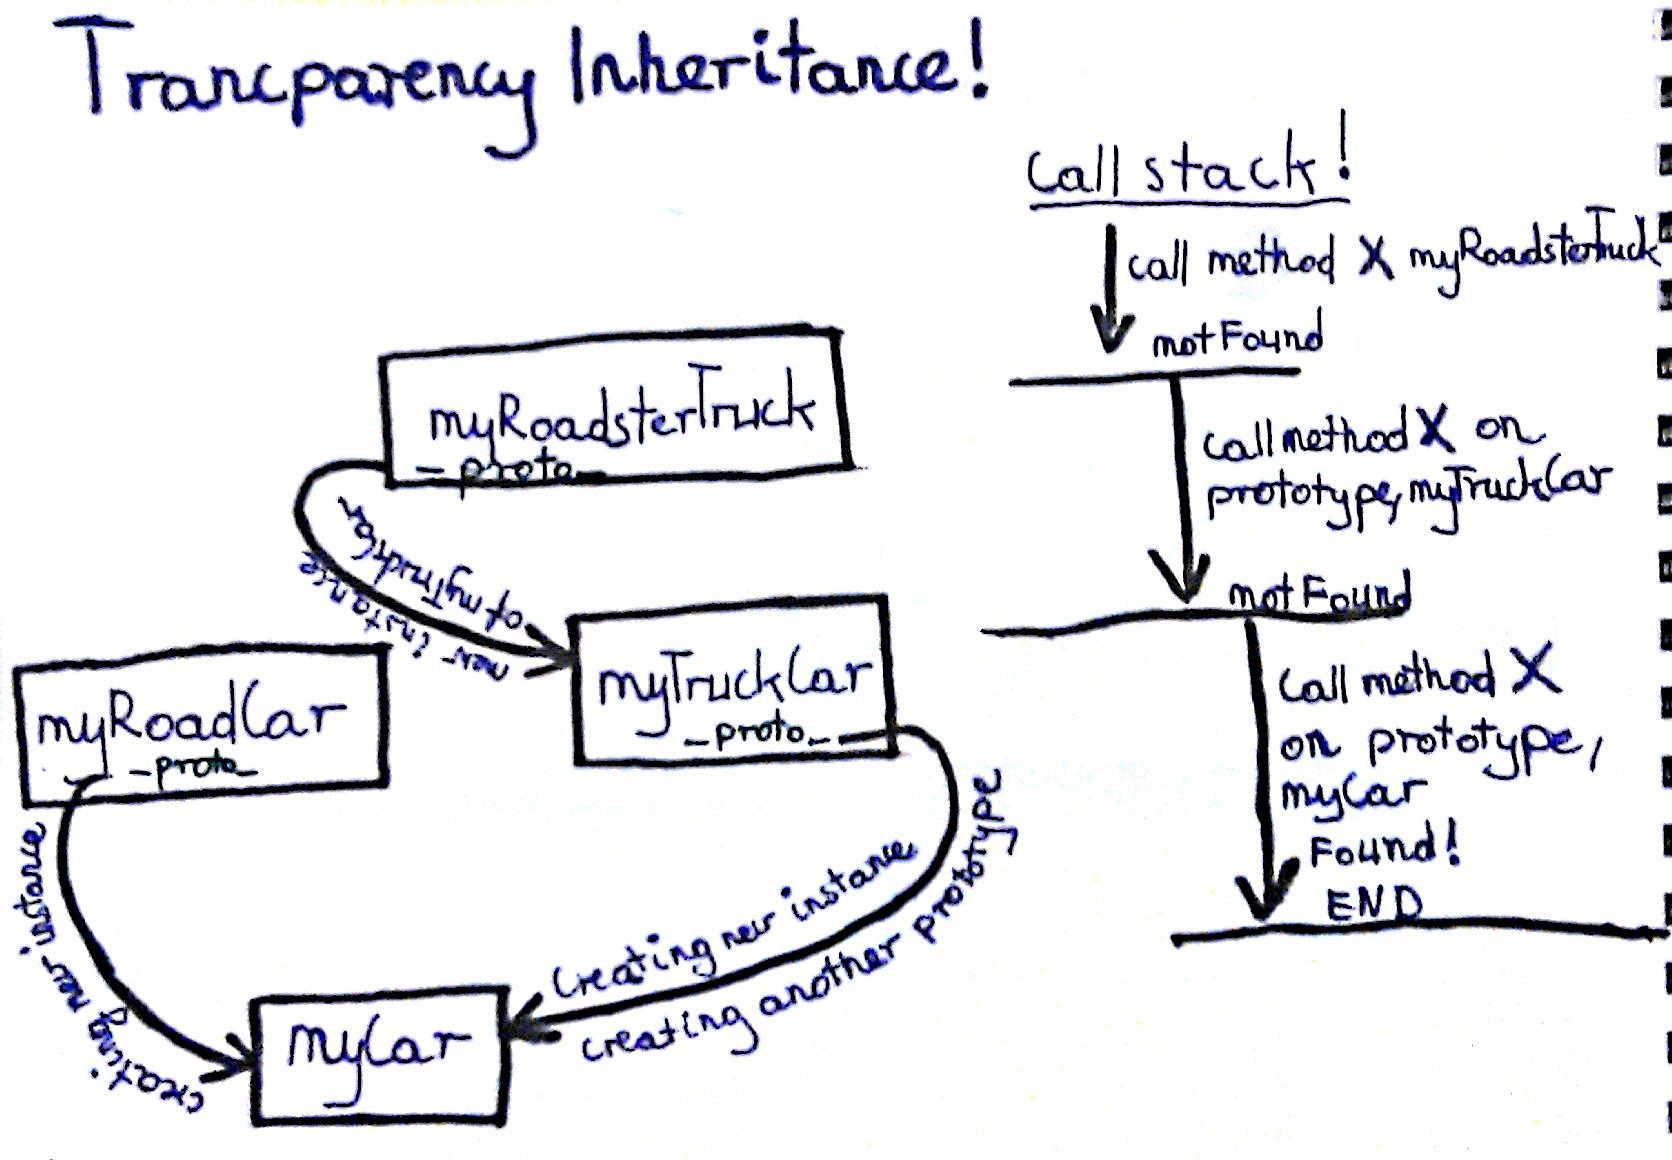 Trancparency Inheritance!
Call stack!
call method X myRoadsterTruck
notFound
call method X on
prototype, myTruckCar
notFound
Call method X
on prototype,
myCar
Found!
END
myRoadsterTruck
_proto_
new instance
of myTruckCar
myTruckCar
_proto_
myRoadCar
_proto_
creating new instance
Creating new instance
creating another prototype
myCar